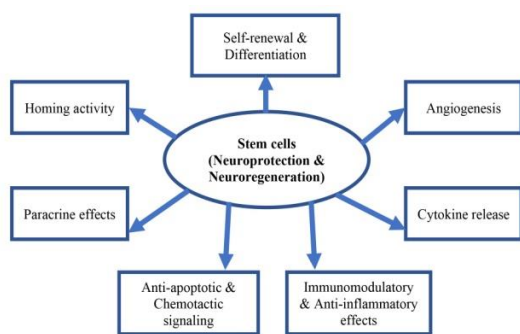 Self-renewal &
Differentiation
Homing activity
Angiogenesis
Stem cells
(Neuroprotection &
Neuroregeneration)
Paracrine effects
Cytokine release
Anti-apoptotic &
Chemotactic
signaling
Immunomodulatory
& Anti-inflammatory
effects